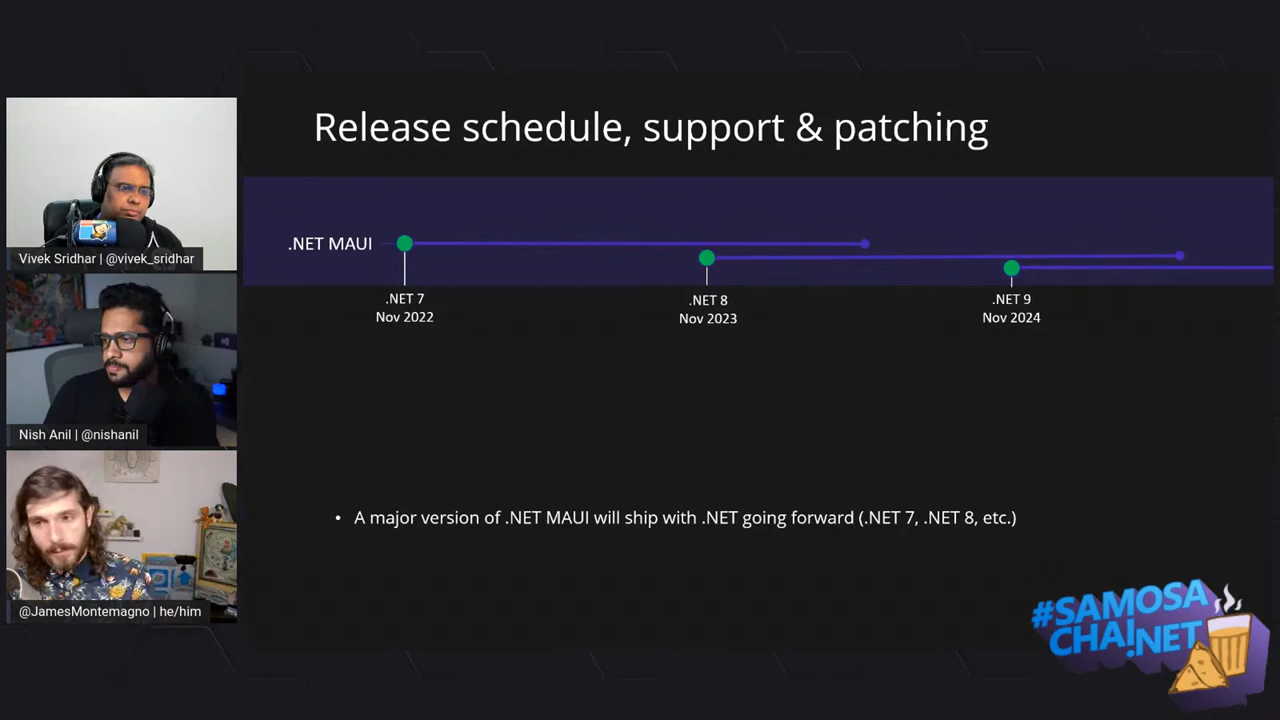 Release schedule, support & patching
.NET MAUI
.NET 7
Nov 2022
.NET 8
Nov 2023
.NET 9
Nov 2024
• A major version of .NET MAUI will ship with .NET going forward (.NET 7, .NET 8, etc.)
Vivek Sridhar | @vivek_sridhar
Nish Anil | @nishanil
@JamesMontemagno | he/him
#SAMOSA
CHAI.NET